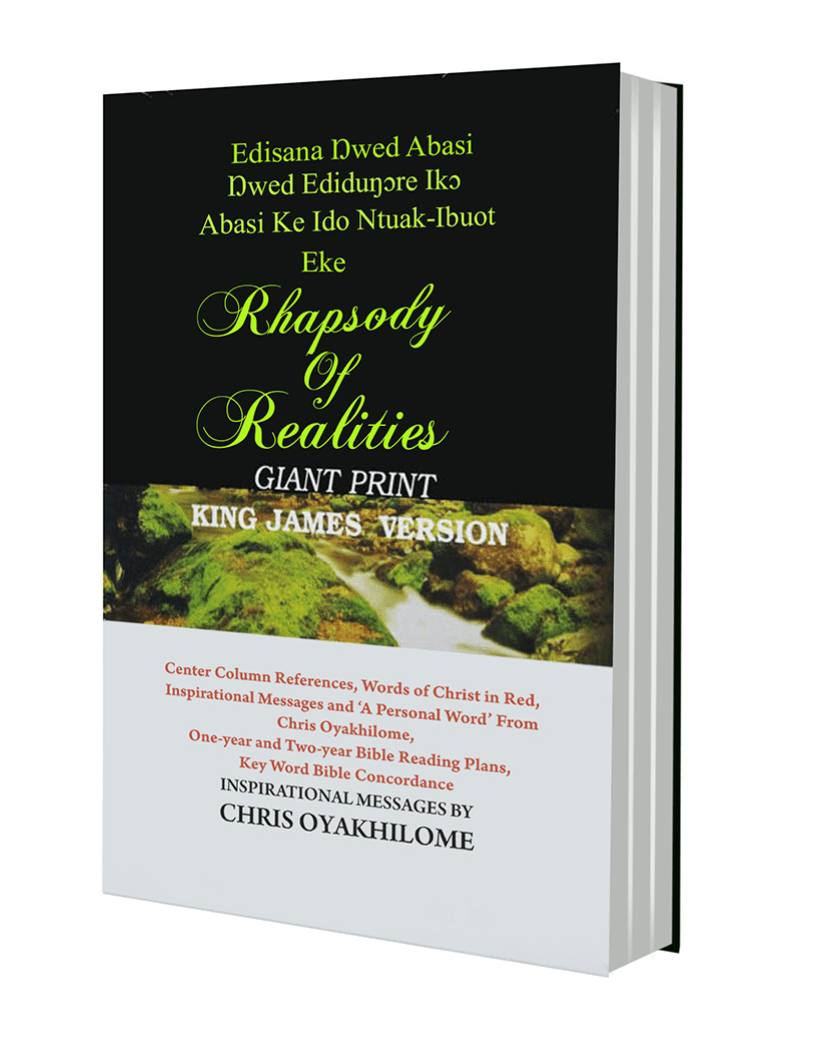 Edisana Ŋwed Abasi
Ŋwed Ediduŋɔre Ikɔ
Abasi Ke Ido Ntuak-Ibuot
Eke
Rhapsody
Of
Realities
GIANT PRINT
KING JAMES VERSION
Center Column References, Words of Christ in Red,
Inspirational Messages and ‘A Personal Word’ From
Chris Oyakhilome,
One-year and Two-year Bible Reading Plans,
Key Word Bible Concordance
INSPIRATIONAL MESSAGES BY
CHRIS OYAKHILOME